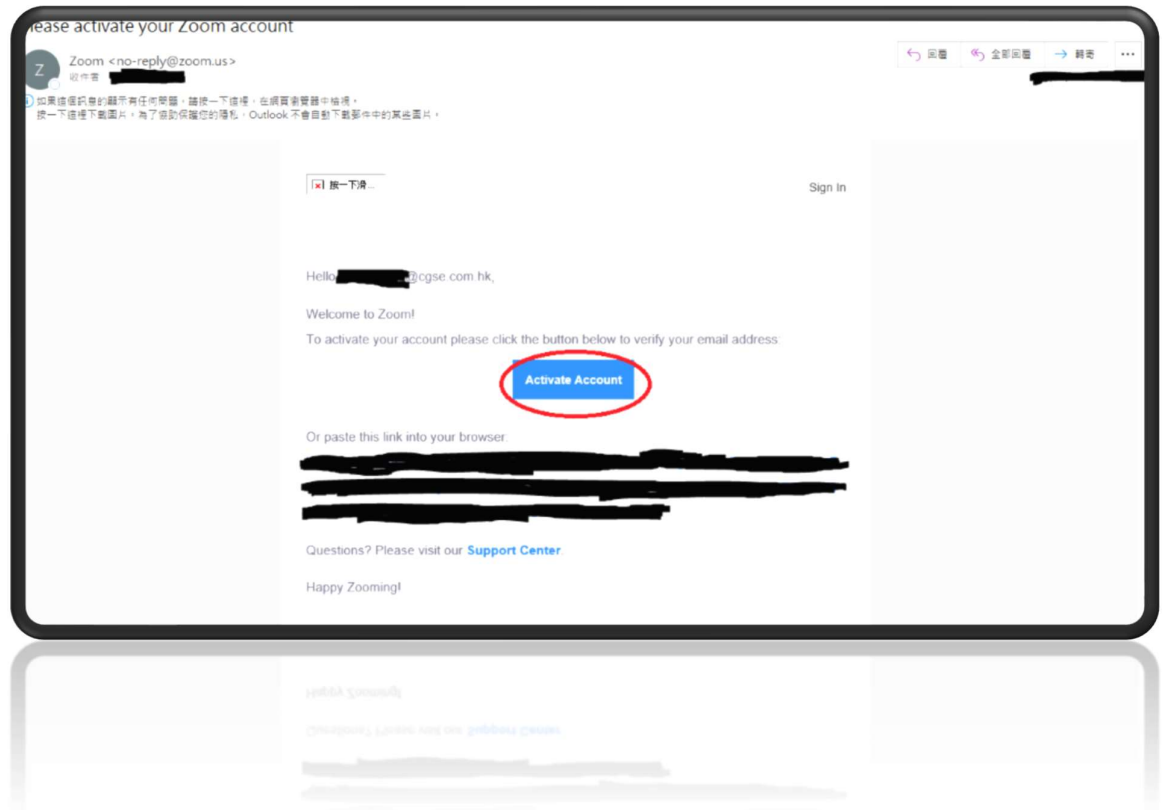 lease activate your Zoom account
Z
Zoom <no-reply@zoom.us>
收件者
回覆
全部回覆
轉寄
如果這個訊息的顯示有任何問題，請按一下這裡，在網頁瀏覽器中檢視。
按一下這裡下載圖片。為了協助保護您的隱私，Outlook 不會自動下載郵件中的某些圖片。
按一下滑...
Sign In
Hello @cgse.com.hk,
Welcome to Zoom!
To activate your account please click the button below to verify your email address
Activate Account
Or paste this link into your browser:
Questions? Please visit our Support Center.
Happy Zooming!